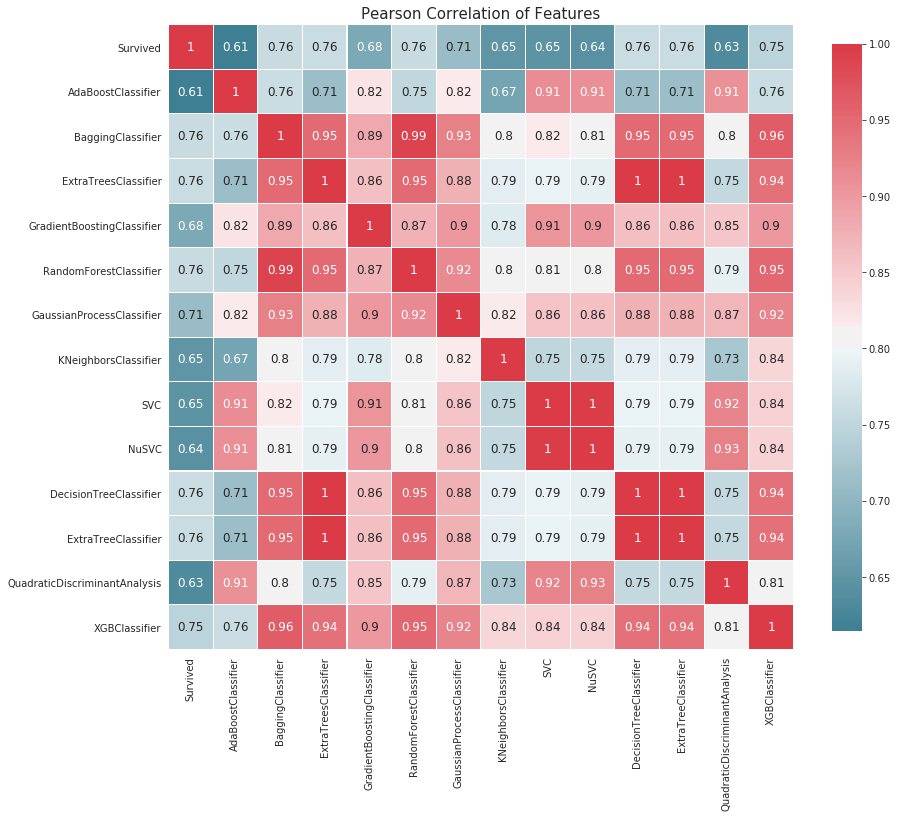 Pearson Correlation of Features
Survived 1 0.61 0.76 0.76 0.68 0.76 0.71 0.65 0.65 0.64 0.76 0.76 0.63 0.75
AdaBoostClassifier 0.61 1 0.76 0.71 0.82 0.75 0.82 0.67 0.91 0.91 0.71 0.71 0.91 0.76
BaggingClassifier 0.76 0.76 1 0.95 0.89 0.99 0.93 0.8 0.82 0.81 0.95 0.95 0.8 0.96
ExtraTreesClassifier 0.76 0.71 0.95 1 0.86 0.95 0.88 0.79 0.79 0.79 1 1 0.75 0.94
GradientBoostingClassifier 0.68 0.82 0.89 0.86 1 0.87 0.9 0.78 0.91 0.9 0.86 0.86 0.85 0.9
RandomForestClassifier 0.76 0.75 0.99 0.95 0.87 1 0.92 0.8 0.81 0.8 0.95 0.95 0.79 0.95
GaussianProcessClassifier 0.71 0.82 0.93 0.88 0.9 0.92 1 0.82 0.86 0.86 0.88 0.88 0.87 0.92
KNeighborsClassifier 0.65 0.67 0.8 0.79 0.78 0.8 0.82 1 0.75 0.75 0.79 0.79 0.73 0.84
SVC 0.65 0.91 0.82 0.79 0.91 0.81 0.86 0.75 1 1 0.79 0.79 0.92 0.84
NuSVC 0.64 0.91 0.81 0.79 0.9 0.8 0.86 0.75 1 1 0.79 0.79 0.93 0.84
DecisionTreeClassifier 0.76 0.71 0.95 1 0.86 0.95 0.88 0.79 0.79 0.79 1 1 0.75 0.94
ExtraTreeClassifier 0.76 0.71 0.95 1 0.86 0.95 0.88 0.79 0.79 0.79 1 1 0.75 0.94
QuadraticDiscriminantAnalysis 0.63 0.91 0.8 0.75 0.85 0.79 0.87 0.73 0.92 0.93 0.75 0.75 1 0.81
XGBClassifier 0.75 0.76 0.96 0.94 0.9 0.95 0.92 0.84 0.84 0.84 0.94 0.94 0.81 1
Survived
AdaBoostClassifier
BaggingClassifier
ExtraTreesClassifier
GradientBoostingClassifier
RandomForestClassifier
GaussianProcessClassifier
KNeighborsClassifier
SVC
NuSVC
DecisionTreeClassifier
ExtraTreeClassifier
QuadraticDiscriminantAnalysis
XGBClassifier
1.00
0.95
0.90
0.85
0.80
0.75
0.70
0.65